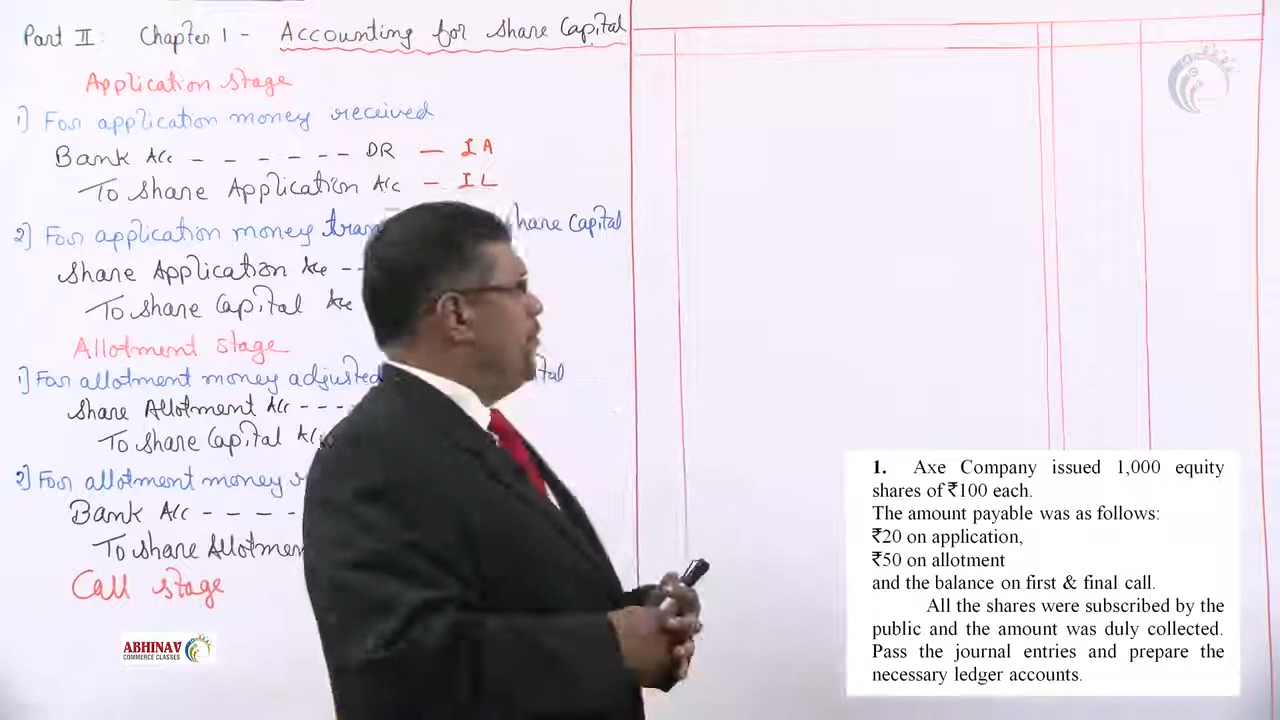 Part II: Chapter 1 - Accounting for Share Capital
Application stage
1) For application money received
Bank A/c - - - - - - DR - I A
To Share Application A/c - I L
2) For application money Share Capital
Share Application A/c - -
To Share Capital A/c
Allotment stage
1) For allotment money adjusted
Share Allotment A/c - - -
To Share Capital A/c
2) For allotment money
Bank A/c - - - -
To Share
Call stage
ABHINAV
COMMERCE CLASSES
1. Axe Company issued 1,000 equity
shares of ₹100 each.
The amount payable was as follows:
₹20 on application,
₹50 on allotment
and the balance on first & final call.
All the shares were subscribed by the
public and the amount was duly collected.
Pass the journal entries and prepare the
necessary ledger accounts.